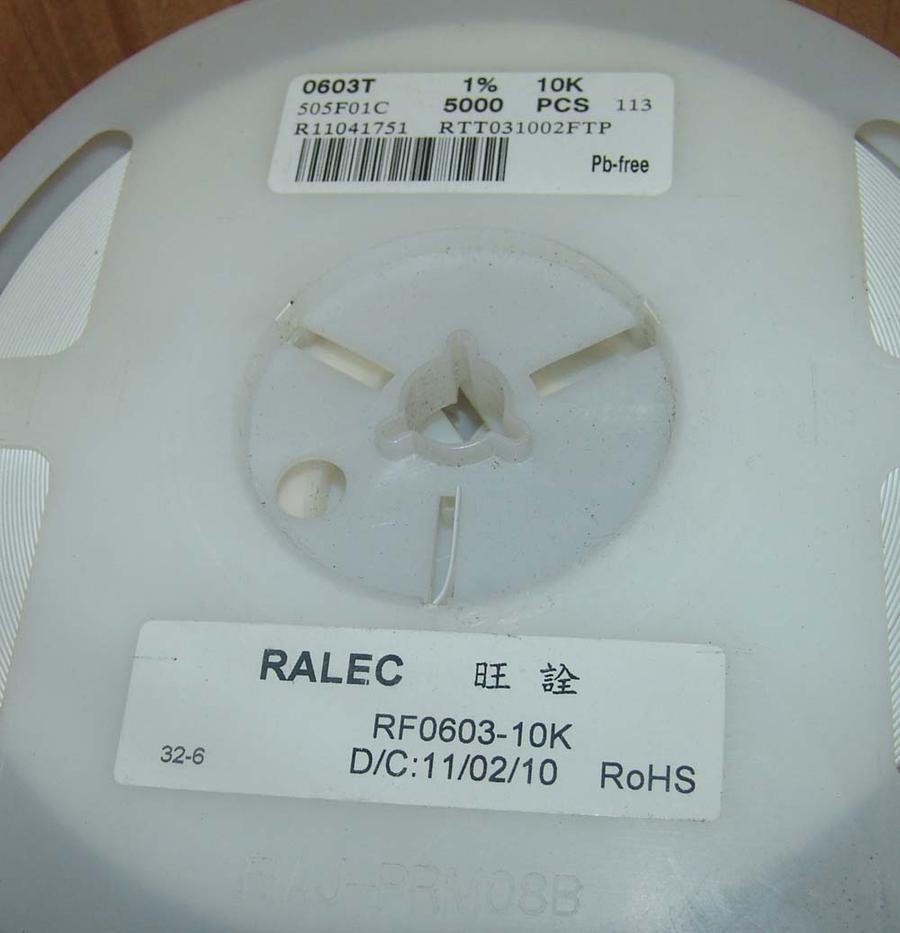 0603T 1% 10K
505F01C 5000 PCS 113
R11041751 RTT031002FTP
Pb-free
RALEC 旺詮
RF0603-10K
32-6 D/C:11/02/10 RoHS